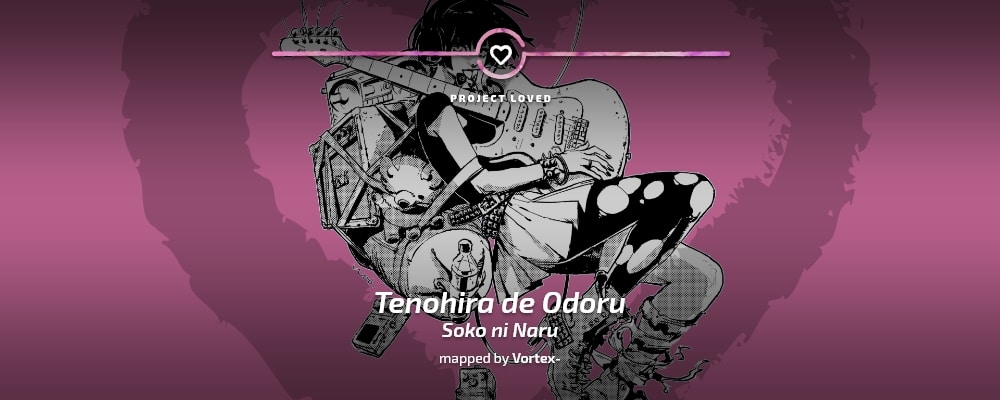 PROJECT LOVED
Tenohira de Odoru
Soko ni Naru
mapped by Vortex-